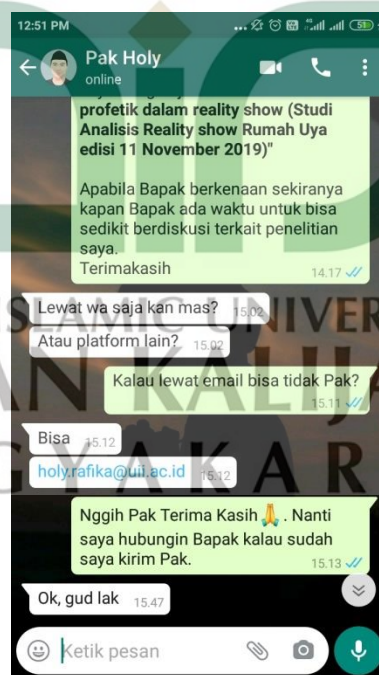 12:51 PM
Pak Holy
online
profetik dalam reality show (Studi
Analisis Reality show Rumah Uya
edisi 11 November 2019)"
Apabila Bapak berkenaan sekiranya
kapan Bapak ada waktu untuk bisa
sedikit berdiskusi terkait penelitian
saya.
Terimakasih
14.17
Lewat wa saja kan mas? 15.02
Atau platform lain? 15.02
Kalau lewat email bisa tidak Pak?
15.11
Bisa 15.12
holy.rafika@uii.ac.id 15.12
Nggih Pak Terima Kasih🙏. Nanti
saya hubungin Bapak kalau sudah
saya kirim Pak.
15.13
Ok, gud lak 15.47
Ketik pesan